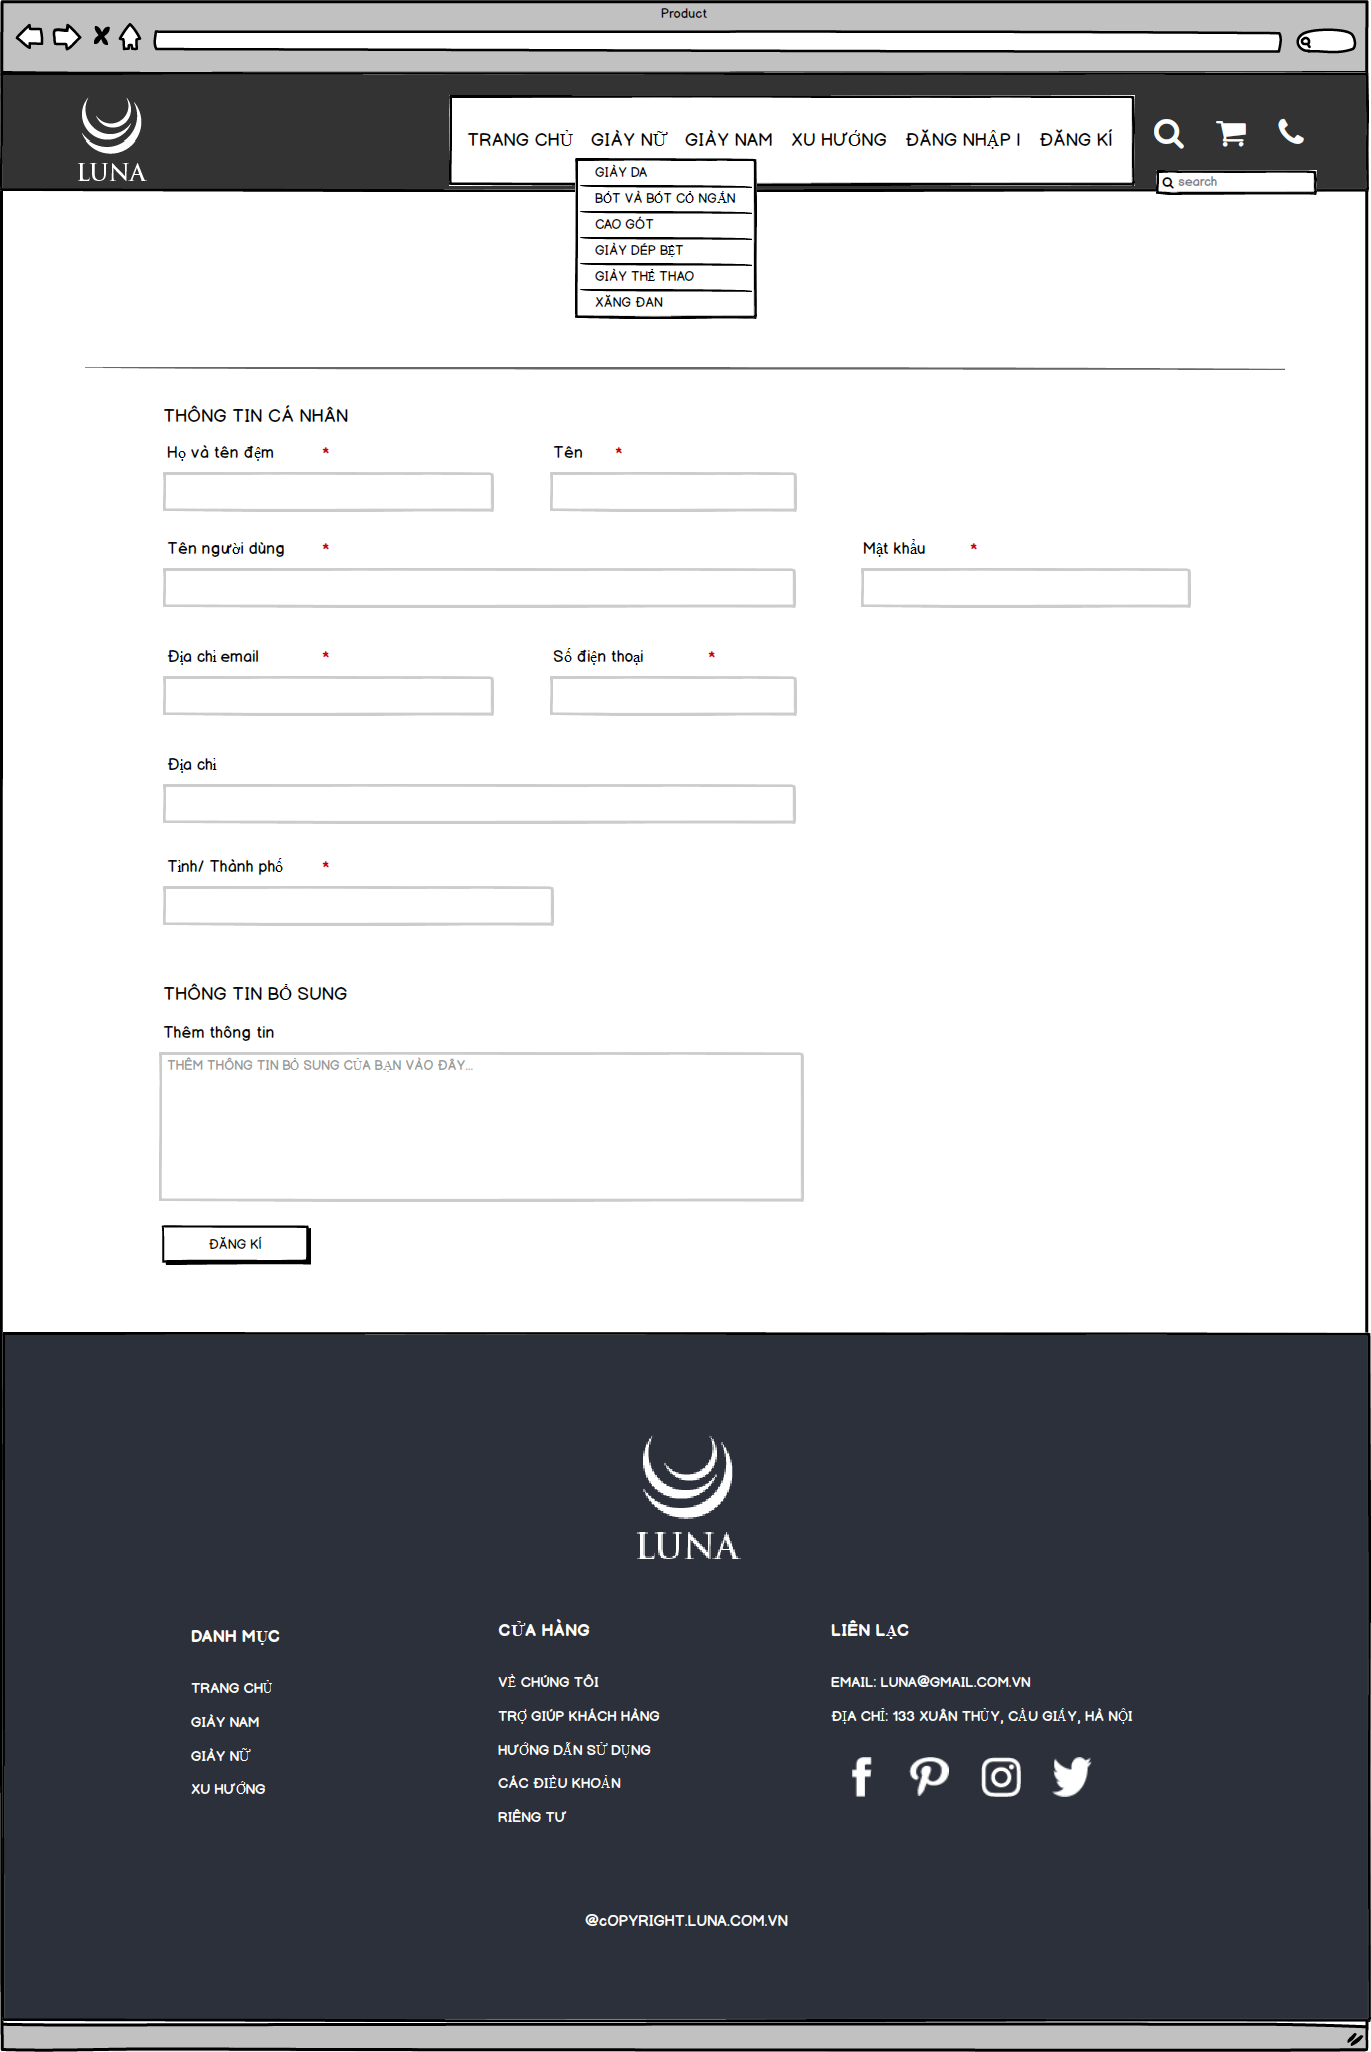 Product
LUNA
TRANG CHỦ GIÀY NỮ GIÀY NAM XU HƯỚNG ĐĂNG NHẬP I ĐĂNG KÍ
search
GIÀY DA
BÓT VÀ BÓT CỔ NGẮN
CAO GÓT
GIÀY DÉP BỆT
GIÀY THỂ THAO
XĂNG ĐAN
THÔNG TIN CÁ NHÂN
Họ và tên đệm * Tên *
Tên người dùng * Mật khẩu *
Địa chỉ email * Số điện thoại *
Địa chỉ
Tỉnh/ Thành phố *
THÔNG TIN BỔ SUNG
Thêm thông tin
THÊM THÔNG TIN BỔ SUNG CỦA BẠN VÀO ĐÂY...
ĐĂNG KÍ
LUNA
DANH MỤC
TRANG CHỦ
GIÀY NAM
GIÀY NỮ
XU HƯỚNG
CỬA HÀNG
VỀ CHÚNG TÔI
TRỢ GIÚP KHÁCH HÀNG
HƯỚNG DẪN SỬ DỤNG
CÁC ĐIỀU KHOẢN
RIÊNG TƯ
LIÊN LẠC
EMAIL: LUNA@GMAIL.COM.VN
ĐỊA CHỈ: 133 XUÂN THỦY, CẦU GIẤY, HÀ NỘI
@cOPYRIGHT.LUNA.COM.VN